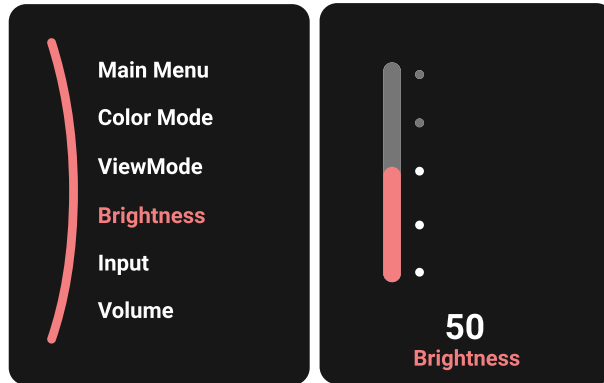 Main Menu
Color Mode
ViewMode
Brightness
Input
Volume
50
Brightness